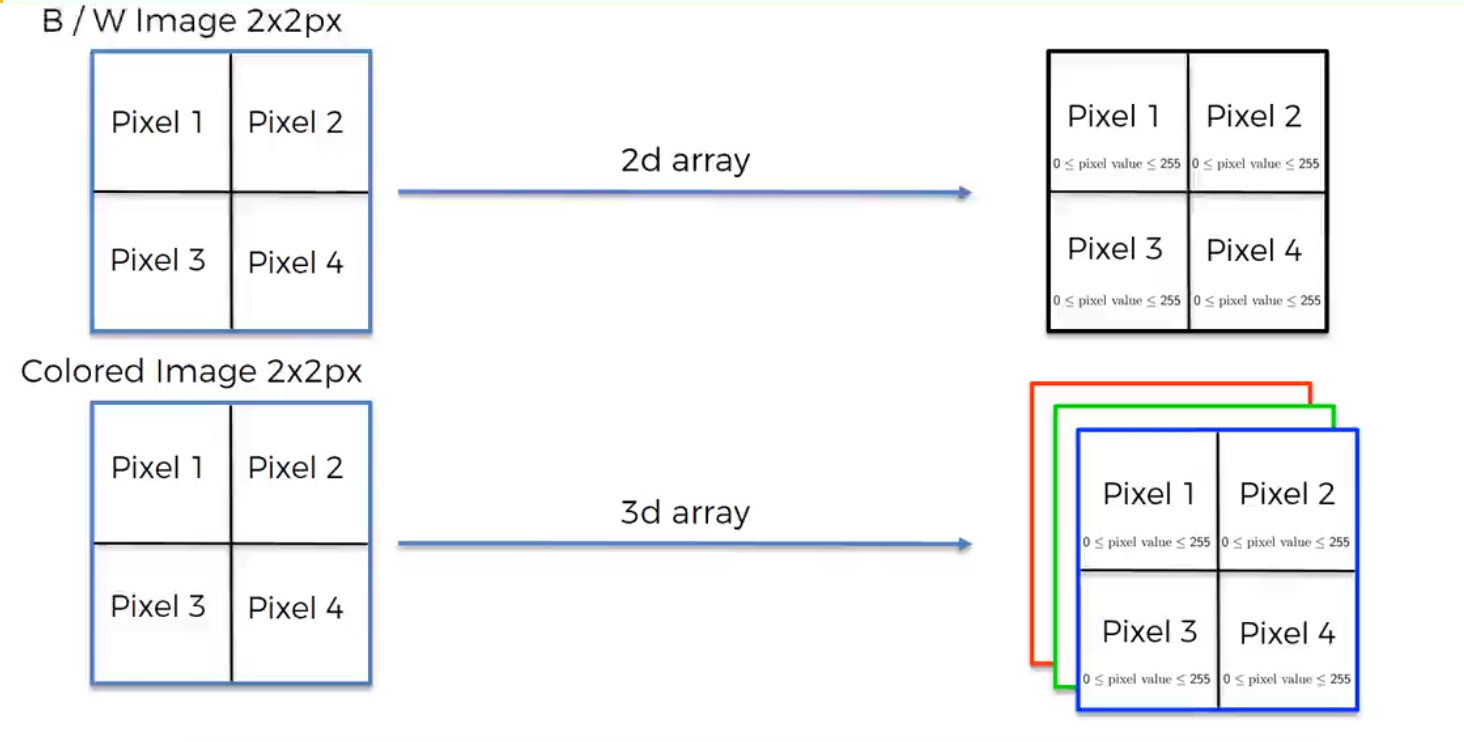 B / W Image 2x2px
Pixel 1 Pixel 2
Pixel 3 Pixel 4
2d array
Pixel 1 Pixel 2
0 ≤ pixel value ≤ 255 0 ≤ pixel value ≤ 255
Pixel 3 Pixel 4
0 ≤ pixel value ≤ 255 0 ≤ pixel value ≤ 255
Colored Image 2x2px
Pixel 1 Pixel 2
Pixel 3 Pixel 4
3d array
Pixel 1 Pixel 2
0 ≤ pixel value ≤ 255 0 ≤ pixel value ≤ 255
Pixel 3 Pixel 4
0 ≤ pixel value ≤ 255 0 ≤ pixel value ≤ 255